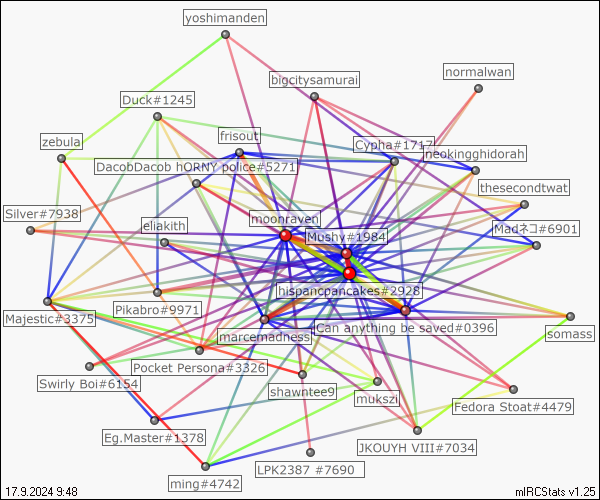 yoshimanden
normalwan
bigcitysamurai
Duck#1245
frisout
zebula
Cypha#1717
neokingghidorah
DacobDacob hORNY police#5271
thesecondtwat
Silver#7938
moonraven
eliakith
Mushy#1984
Madネコ#6901
hispancpancakes#2928
Majestic#3375
Pikabro#9971
marcemadness
Can anything be saved#0396
somass
Swirly Boi#6154
Pocket Persona#3326
shawntee9
mukszi
Fedora Stoat#4479
Eg.Master#1378
JKOUYH VIII#7034
ming#4742
LPK2387 #7690
17.9.2024 9:48
mIRCStats v1.25